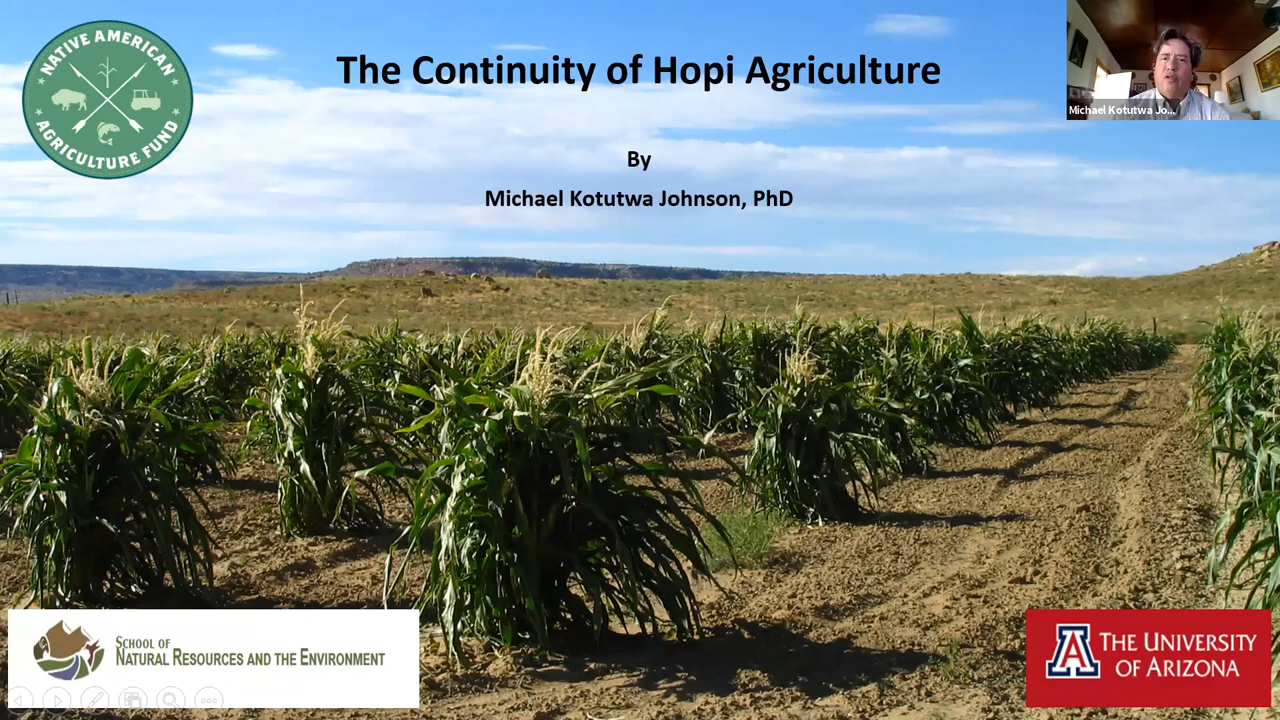 NATIVE AMERICAN
AGRICULTURE FUND
The Continuity of Hopi Agriculture
By
Michael Kotutwa Johnson, PhD
Michael Kotutwa Jo...
SCHOOL OF
NATURAL RESOURCES AND THE ENVIRONMENT
A
THE UNIVERSITY
OF ARIZONA